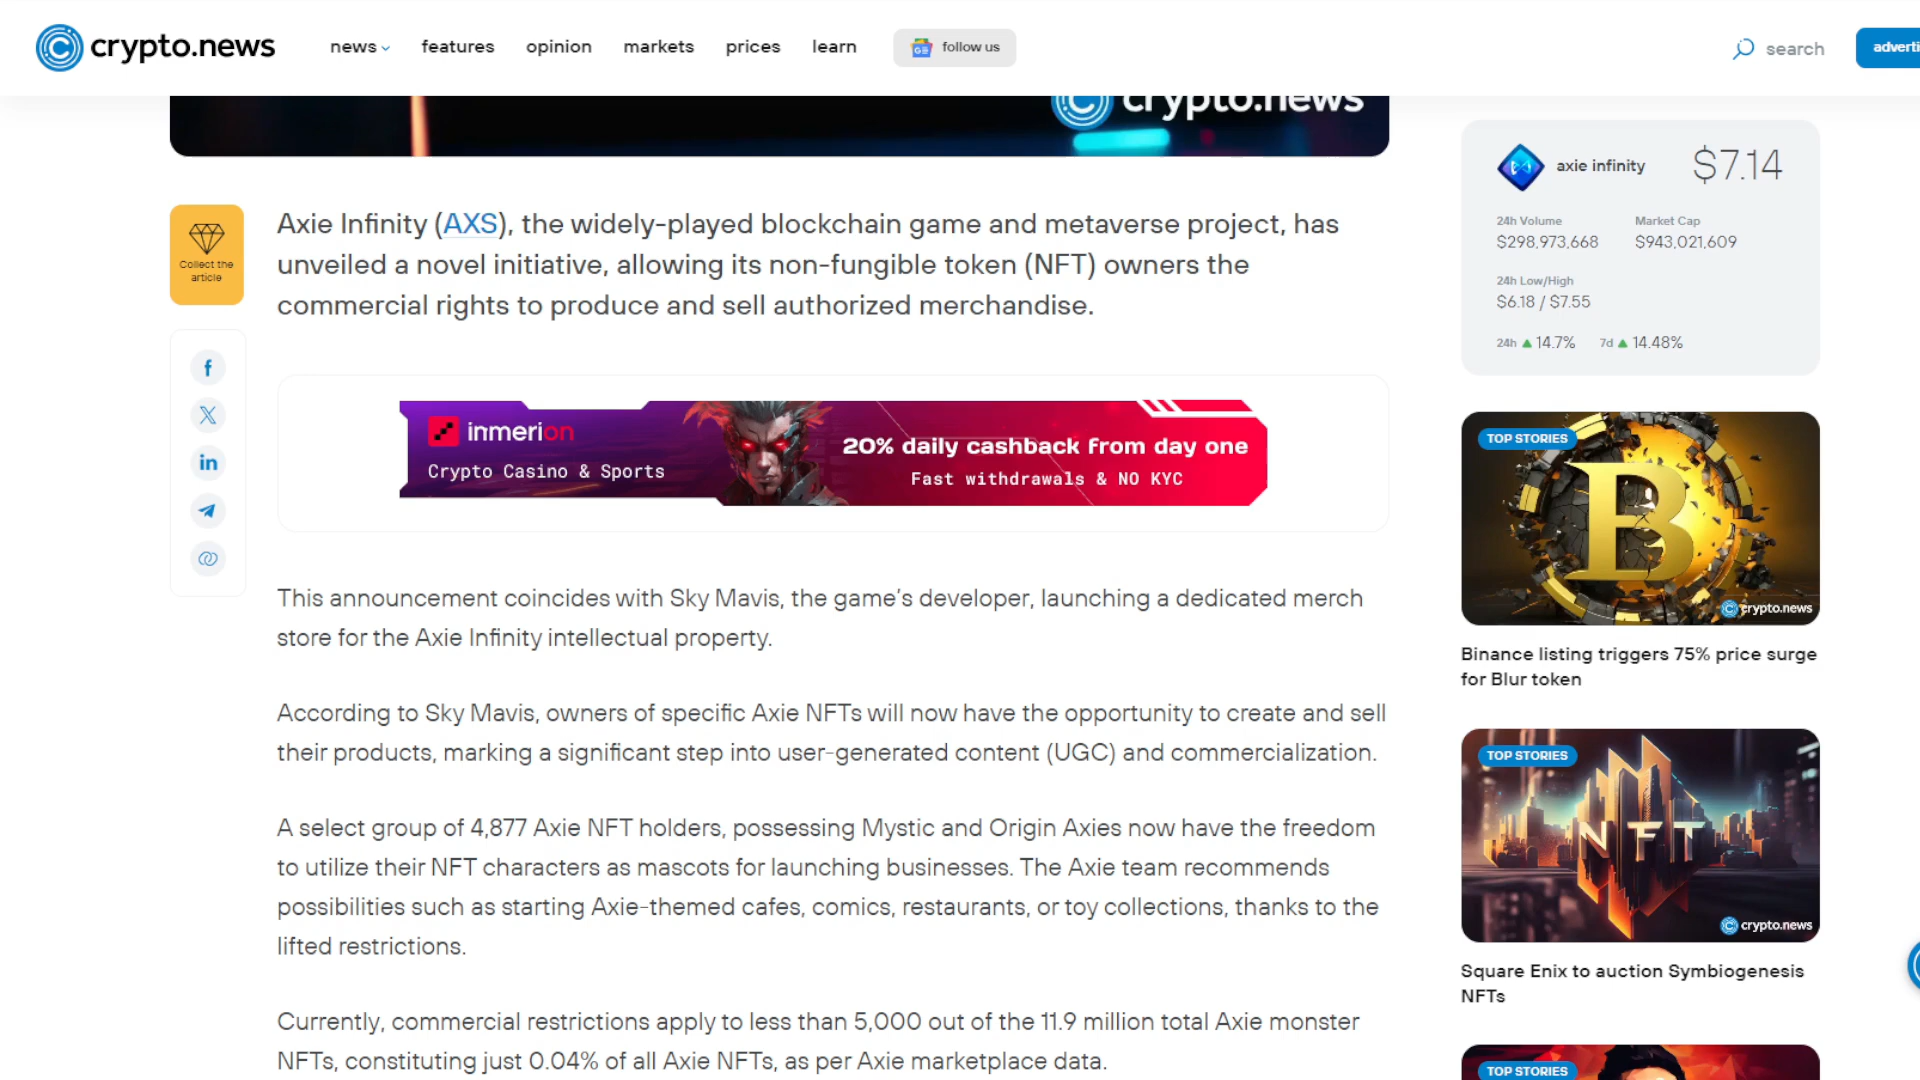 crypto.news
news
features
opinion
markets
prices
learn
follow us
search
crypto.news
Collect the
article
Axie Infinity (AXS), the widely-played blockchain game and metaverse project, has
unveiled a novel initiative, allowing its non-fungible token (NFT) owners the
commercial rights to produce and sell authorized merchandise.
inmerion
Crypto Casino & Sports
20% daily cashback from day one
Fast withdrawals & NO KYC
This announcement coincides with Sky Mavis, the game's developer, launching a dedicated merch
store for the Axie Infinity intellectual property.
According to Sky Mavis, owners of specific Axie NFTs will now have the opportunity to create and sell
their products, marking a significant step into user-generated content (UGC) and commercialization.
A select group of 4,877 Axie NFT holders, possessing Mystic and Origin Axies now have the freedom
to utilize their NFT characters as mascots for launching businesses. The Axie team recommends
possibilities such as starting Axie-themed cafes, comics, restaurants, or toy collections, thanks to the
lifted restrictions.
Currently, commercial restrictions apply to less than 5,000 out of the 11.9 million total Axie monster
NFTs, constituting just 0.04% of all Axie NFTs, as per Axie marketplace data.
axie infinity
$7.14
24h Volume
Market Cap
$298,973,668
$943,021,609
24h Low/High
$6.18 / $7.55
24h 14.7%
7d 14.48%
TOP STORIES
B
crypto.news
Binance listing triggers 75% price surge
for Blur token
TOP STORIES
NFT
crypto.news
Square Enix to auction Symbiogenesis
NFTs
TOP STORIES